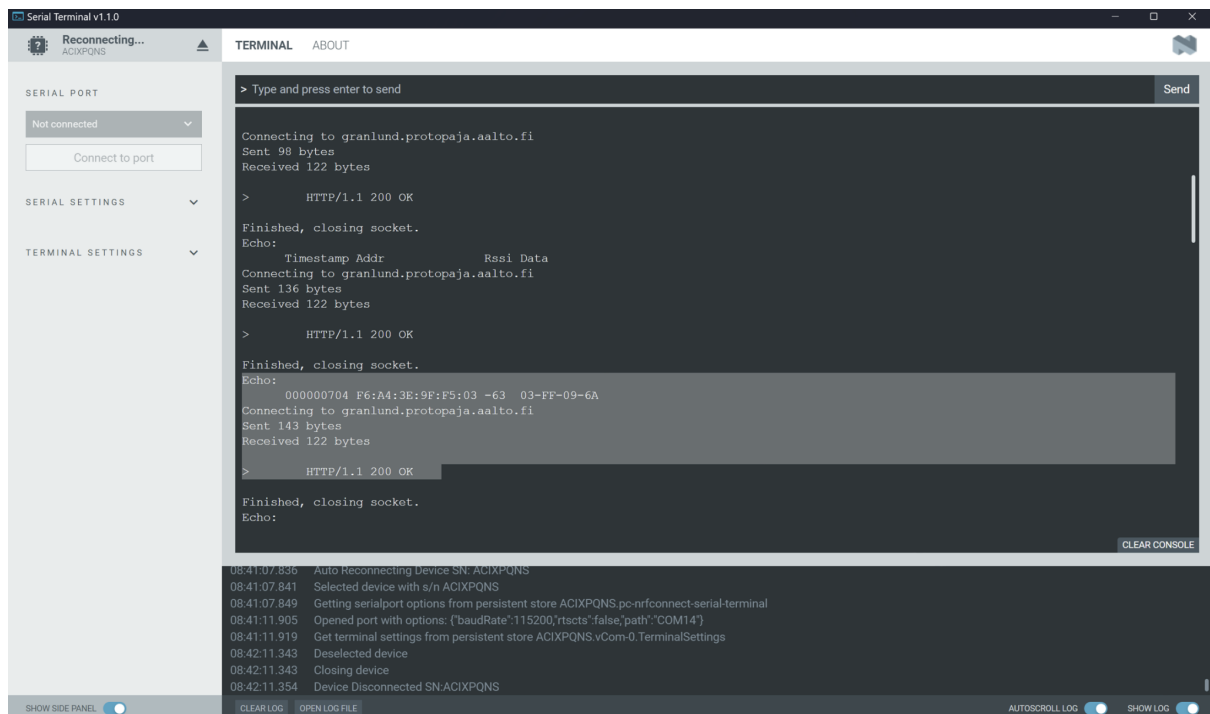 Serial Terminal v1.1.0
Reconnecting...
ACIXPQNS
TERMINAL ABOUT
SERIAL PORT
Not connected
Connect to port
SERIAL SETTINGS
TERMINAL SETTINGS
> Type and press enter to send
Send
Connecting to granlund.protopaja.aalto.fi
Sent 98 bytes
Received 122 bytes
> HTTP/1.1 200 OK
Finished, closing socket.
Echo:
Timestamp Addr Rssi Data
Connecting to granlund.protopaja.aalto.fi
Sent 136 bytes
Received 122 bytes
> HTTP/1.1 200 OK
Finished, closing socket.
Echo:
000000704 F6:A4:3E:9F:F5:03 -63 03-FF-09-6A
Connecting to granlund.protopaja.aalto.fi
Sent 143 bytes
Received 122 bytes
> HTTP/1.1 200 OK
Finished, closing socket.
Echo:
CLEAR CONSOLE
08:41:07.836 Auto Reconnecting Device SN: ACIXPQNS
08:41:07.841 Selected device with s/n ACIXPQNS
08:41:07.849 Getting serialport options from persistent store ACIXPQNS.pc-nrfconnect-serial-terminal
08:41:11.905 Opened port with options: {"baudRate":115200,"rtscts":false,"path":"COM14"}
08:41:11.919 Get terminal settings from persistent store ACIXPQNS.vCom-0.TerminalSettings
08:42:11.343 Deselected device
08:42:11.343 Closing device
08:42:11.354 Device Disconnected SN:ACIXPQNS
SHOW SIDE PANEL
CLEAR LOG OPEN LOG FILE
AUTOSCROLL LOG SHOW LOG